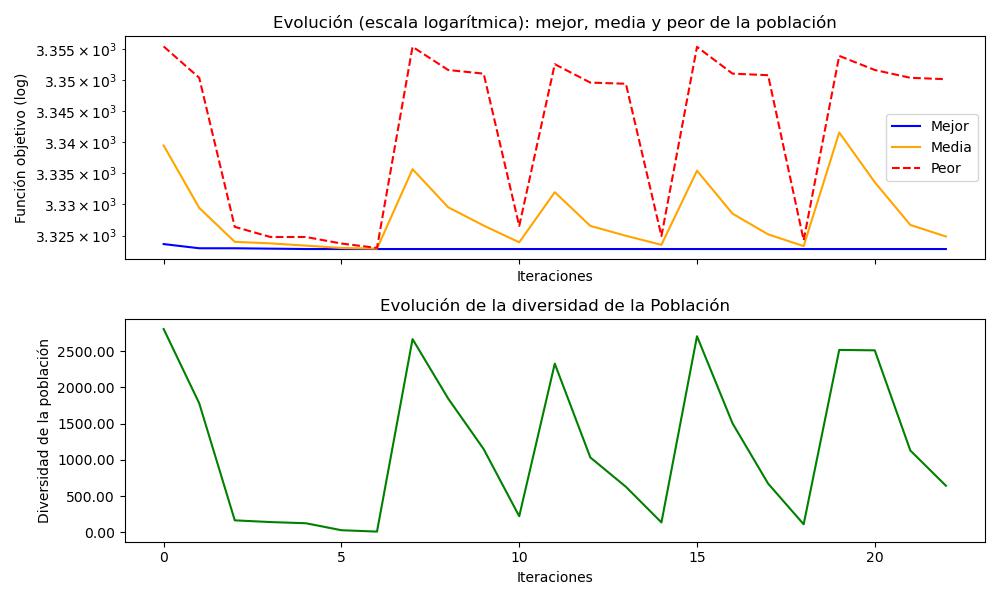 Evolución (escala logarítmica): mejor, media y peor de la población
Función objetivo (log)
3.355 × 10³
3.35 × 10³
3.345 × 10³
3.34 × 10³
3.335 × 10³
3.33 × 10³
3.325 × 10³
Mejor
Media
Peor
Iteraciones
Evolución de la diversidad de la Población
Diversidad de la población
2500.00
2000.00
1500.00
1000.00
500.00
0.00
0 5 10 15 20
Iteraciones